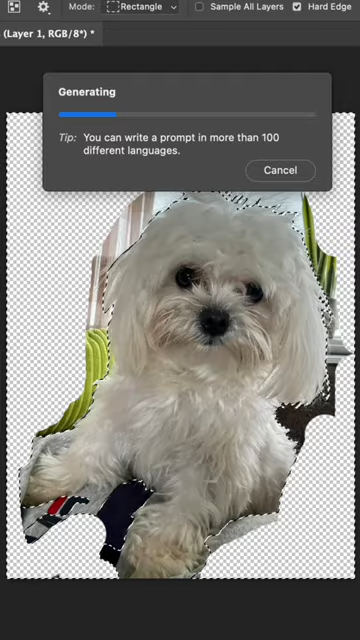 Mode: Rectangle Sample All Layers Hard Edge
(Layer 1, RGB/8*) *
Generating
Tip: You can write a prompt in more than 100
different languages.
Cancel